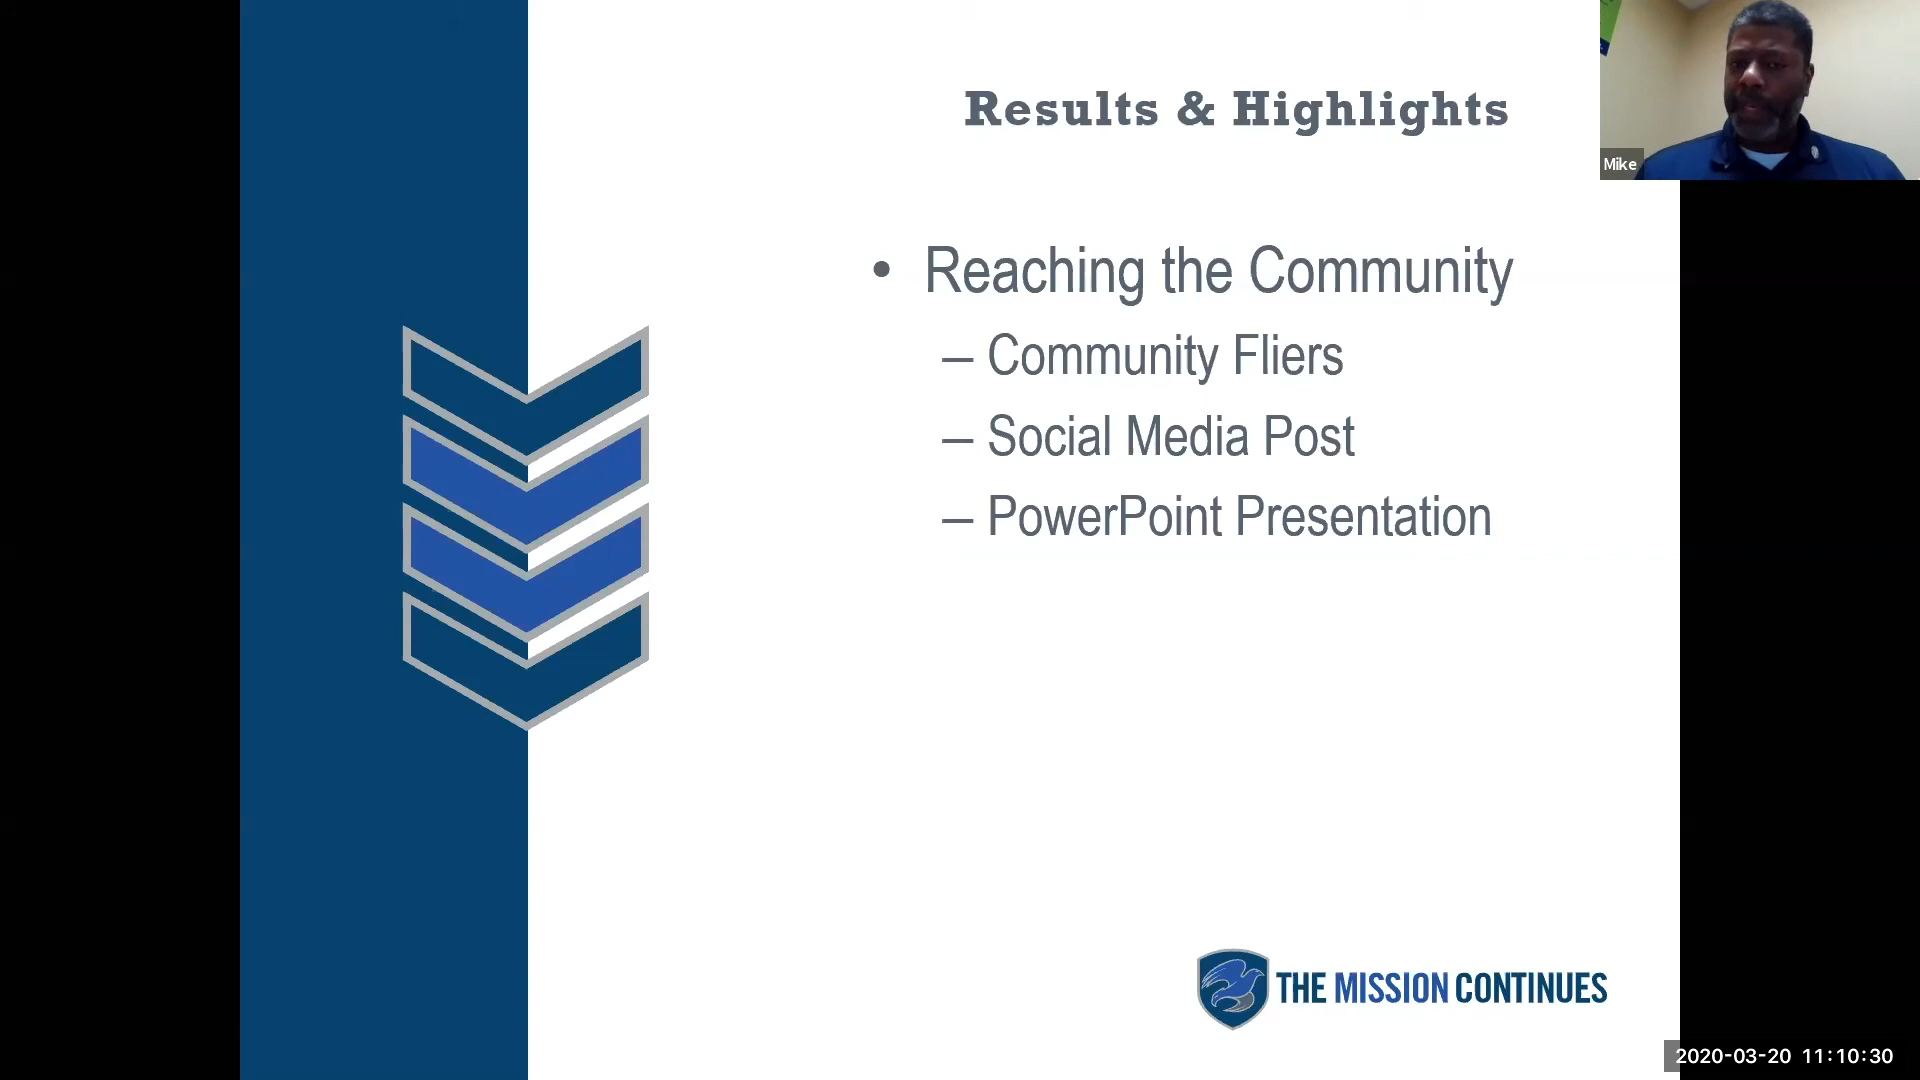 Results & Highlights
Mike
• Reaching the Community
– Community Fliers
– Social Media Post
– PowerPoint Presentation
THE MISSION CONTINUES
2020-03-20 11:10:30